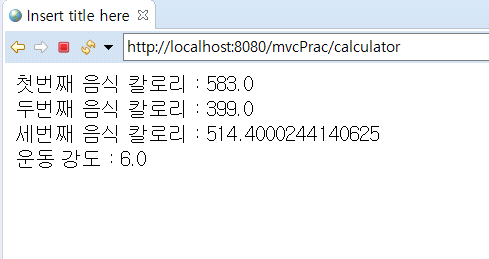 Insert title here
http://localhost:8080/mvcPrac/calculator
첫번째 음식 칼로리 : 583.0
두번째 음식 칼로리 : 399.0
세번째 음식 칼로리 : 514.4000244140625
운동 강도 : 6.0